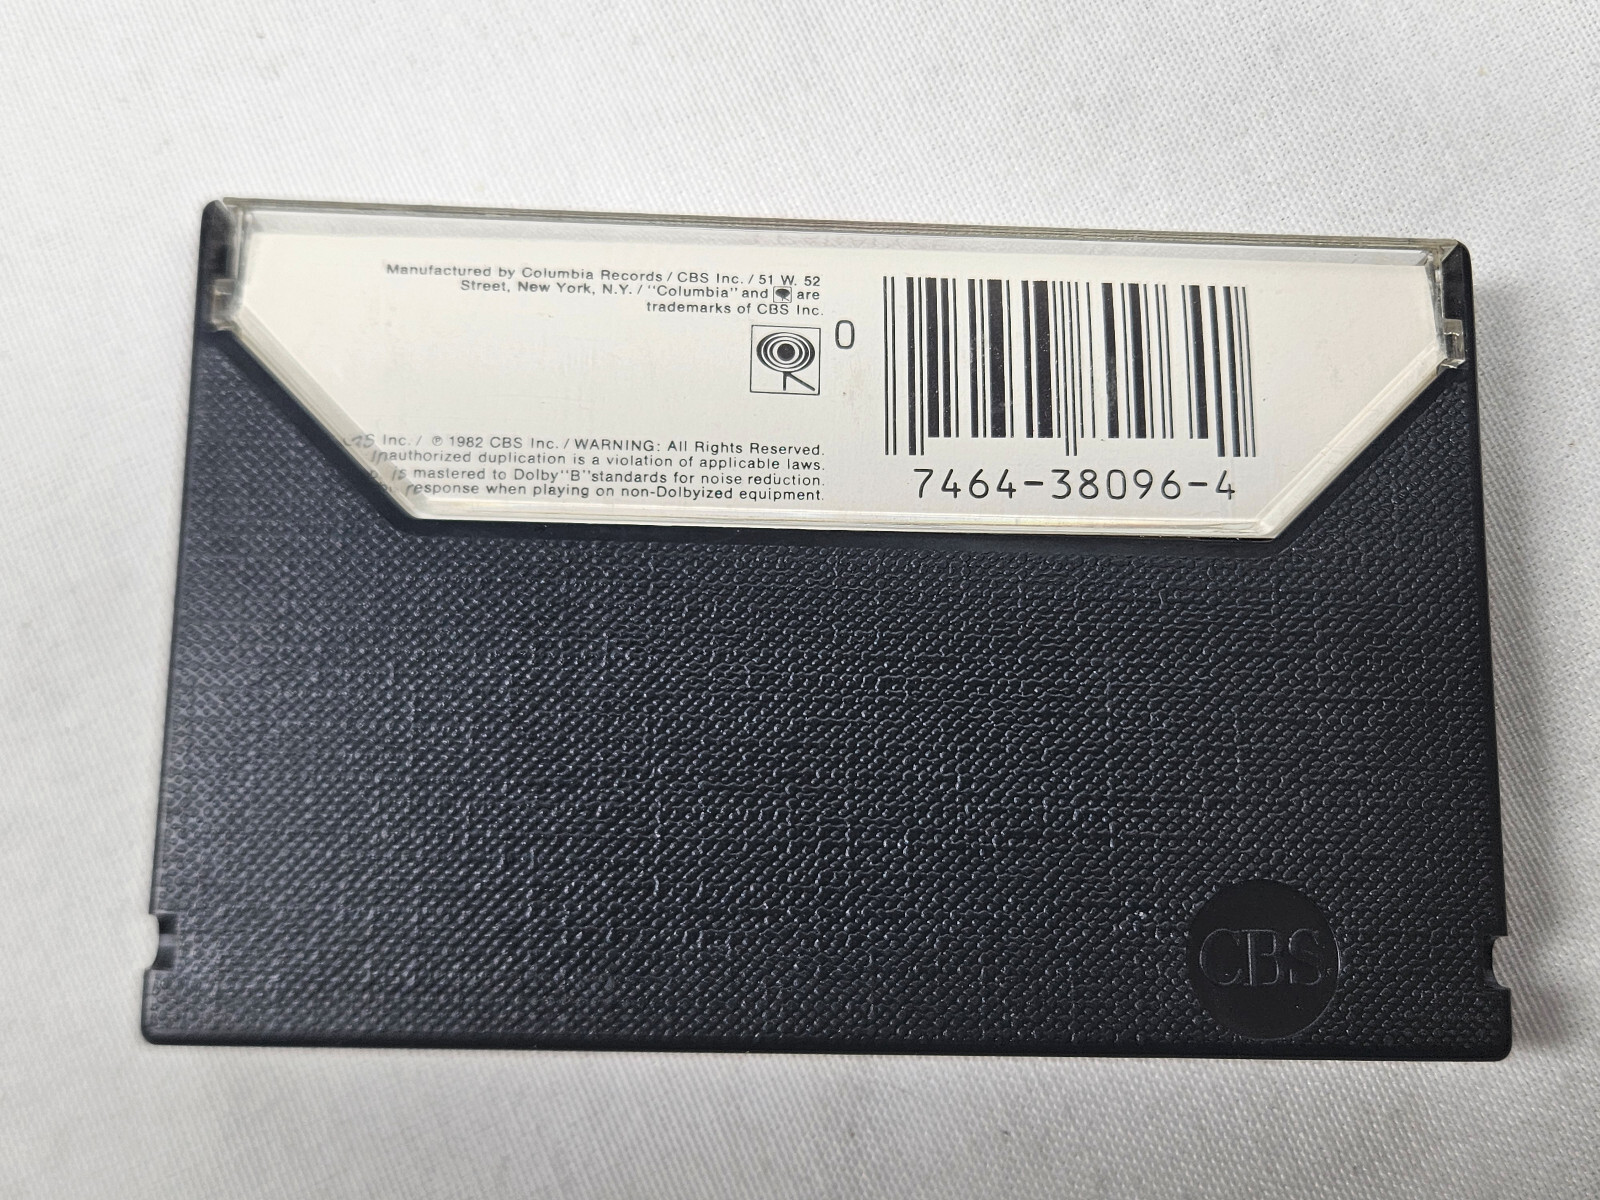 Manufactured by Columbia Records / CBS Inc. / 51 W. 52
Street, New York, N.Y. / "Columbia" and are
trademarks of CBS Inc.
0
Inc. / ℗ 1982 CBS Inc. / WARNING: All Rights Reserved.
nauthorized duplication is a violation of applicable laws.
is mastered to Dolby "B" standards for noise reduction.
response when playing on non-Dolbyized equipment.
7464-38096-4
CBS